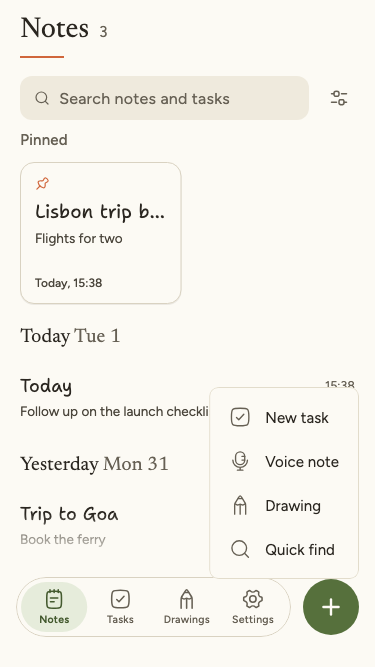 Notes 3
Search notes and tasks
Pinned
Lisbon trip b...
Flights for two
Today, 15:38
Today Tue 1
Today 15:38
Follow up on the launch checkli
New task
Voice note
Yesterday Mon 31
Drawing
Trip to Goa
Book the ferry
Quick find
Notes Tasks Drawings Settings